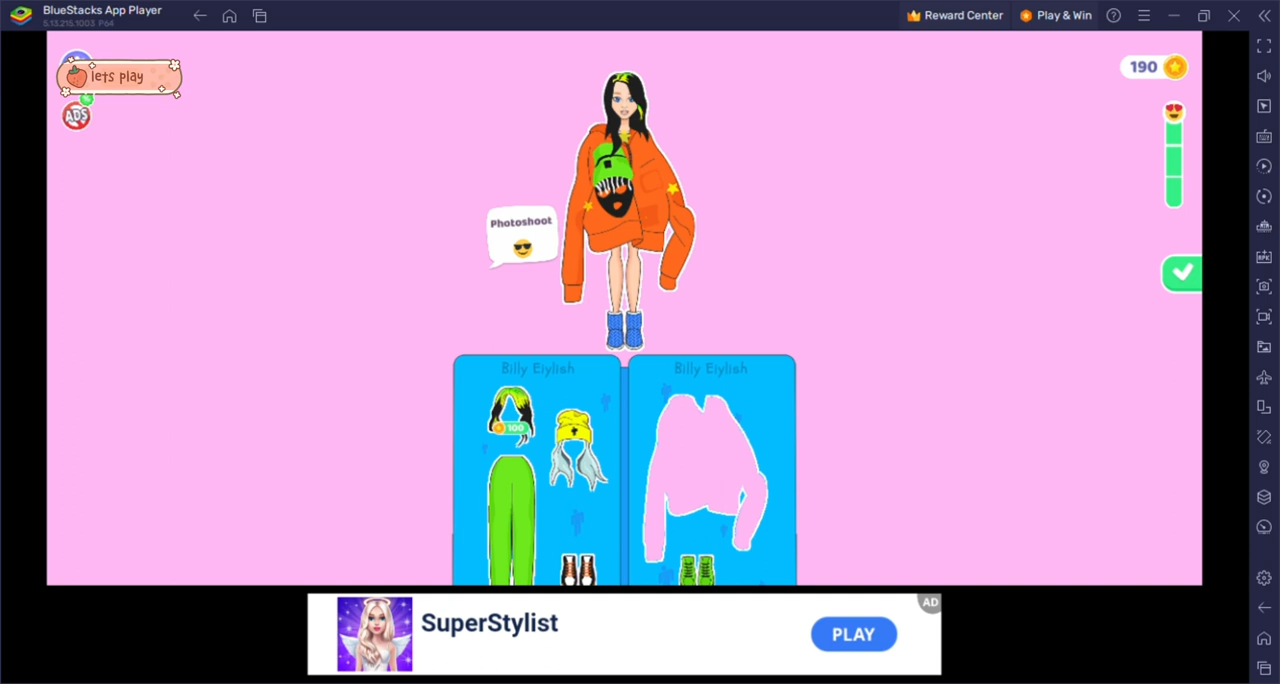 BlueStacks App Player
5.13.215.1003 P64
Reward Center
Play & Win
lets play
ADS
190
Photoshoot
Billy Eiylish
Billy Eiylish
100
SuperStylist
PLAY
AD